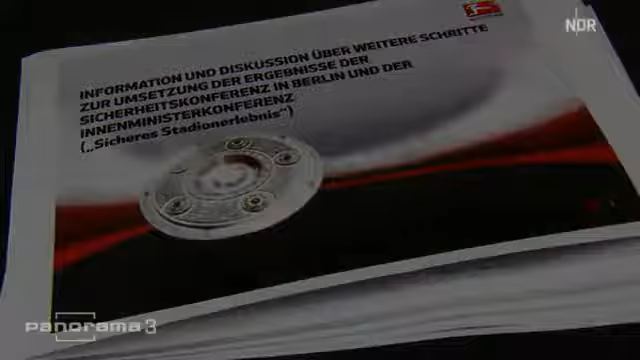 NDR
INFORMATION UND DISKUSSION ÜBER WEITERE SCHRITTE
ZUR UMSETZUNG DER ERGEBNISSE DER
SICHERHEITSKONFERENZ IN BERLIN UND DER
INNENMINISTERKONFERENZ
(„Sicheres Stadionerlebnis")
panorama 3